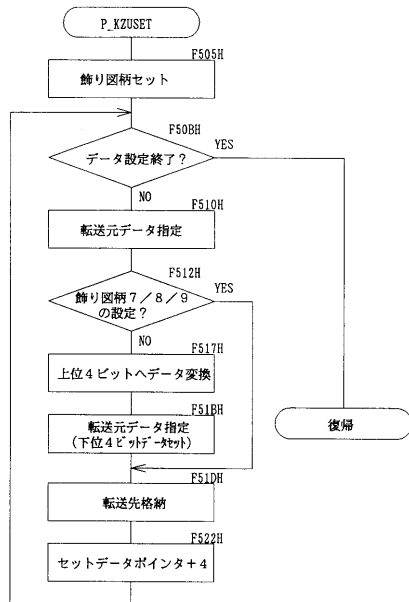 P_KZUSET
F505H
飾り図柄セット
F50BH
データ設定終了？
YES
NO
F510H
転送元データ指定
F512H
飾り図柄７／８／９
の設定？
YES
NO
F517H
上位４ビットへデータ変換
F51BH
転送元データ指定
(下位４ビットデータセット)
復帰
F51DH
転送先格納
F522H
セットデータポインタ＋４